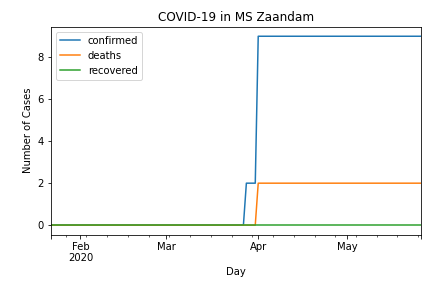 COVID-19 in MS Zaandam
confirmed
deaths
recovered
Number of Cases
8
6
4
2
0
Feb
2020
Mar
Apr
May
Day